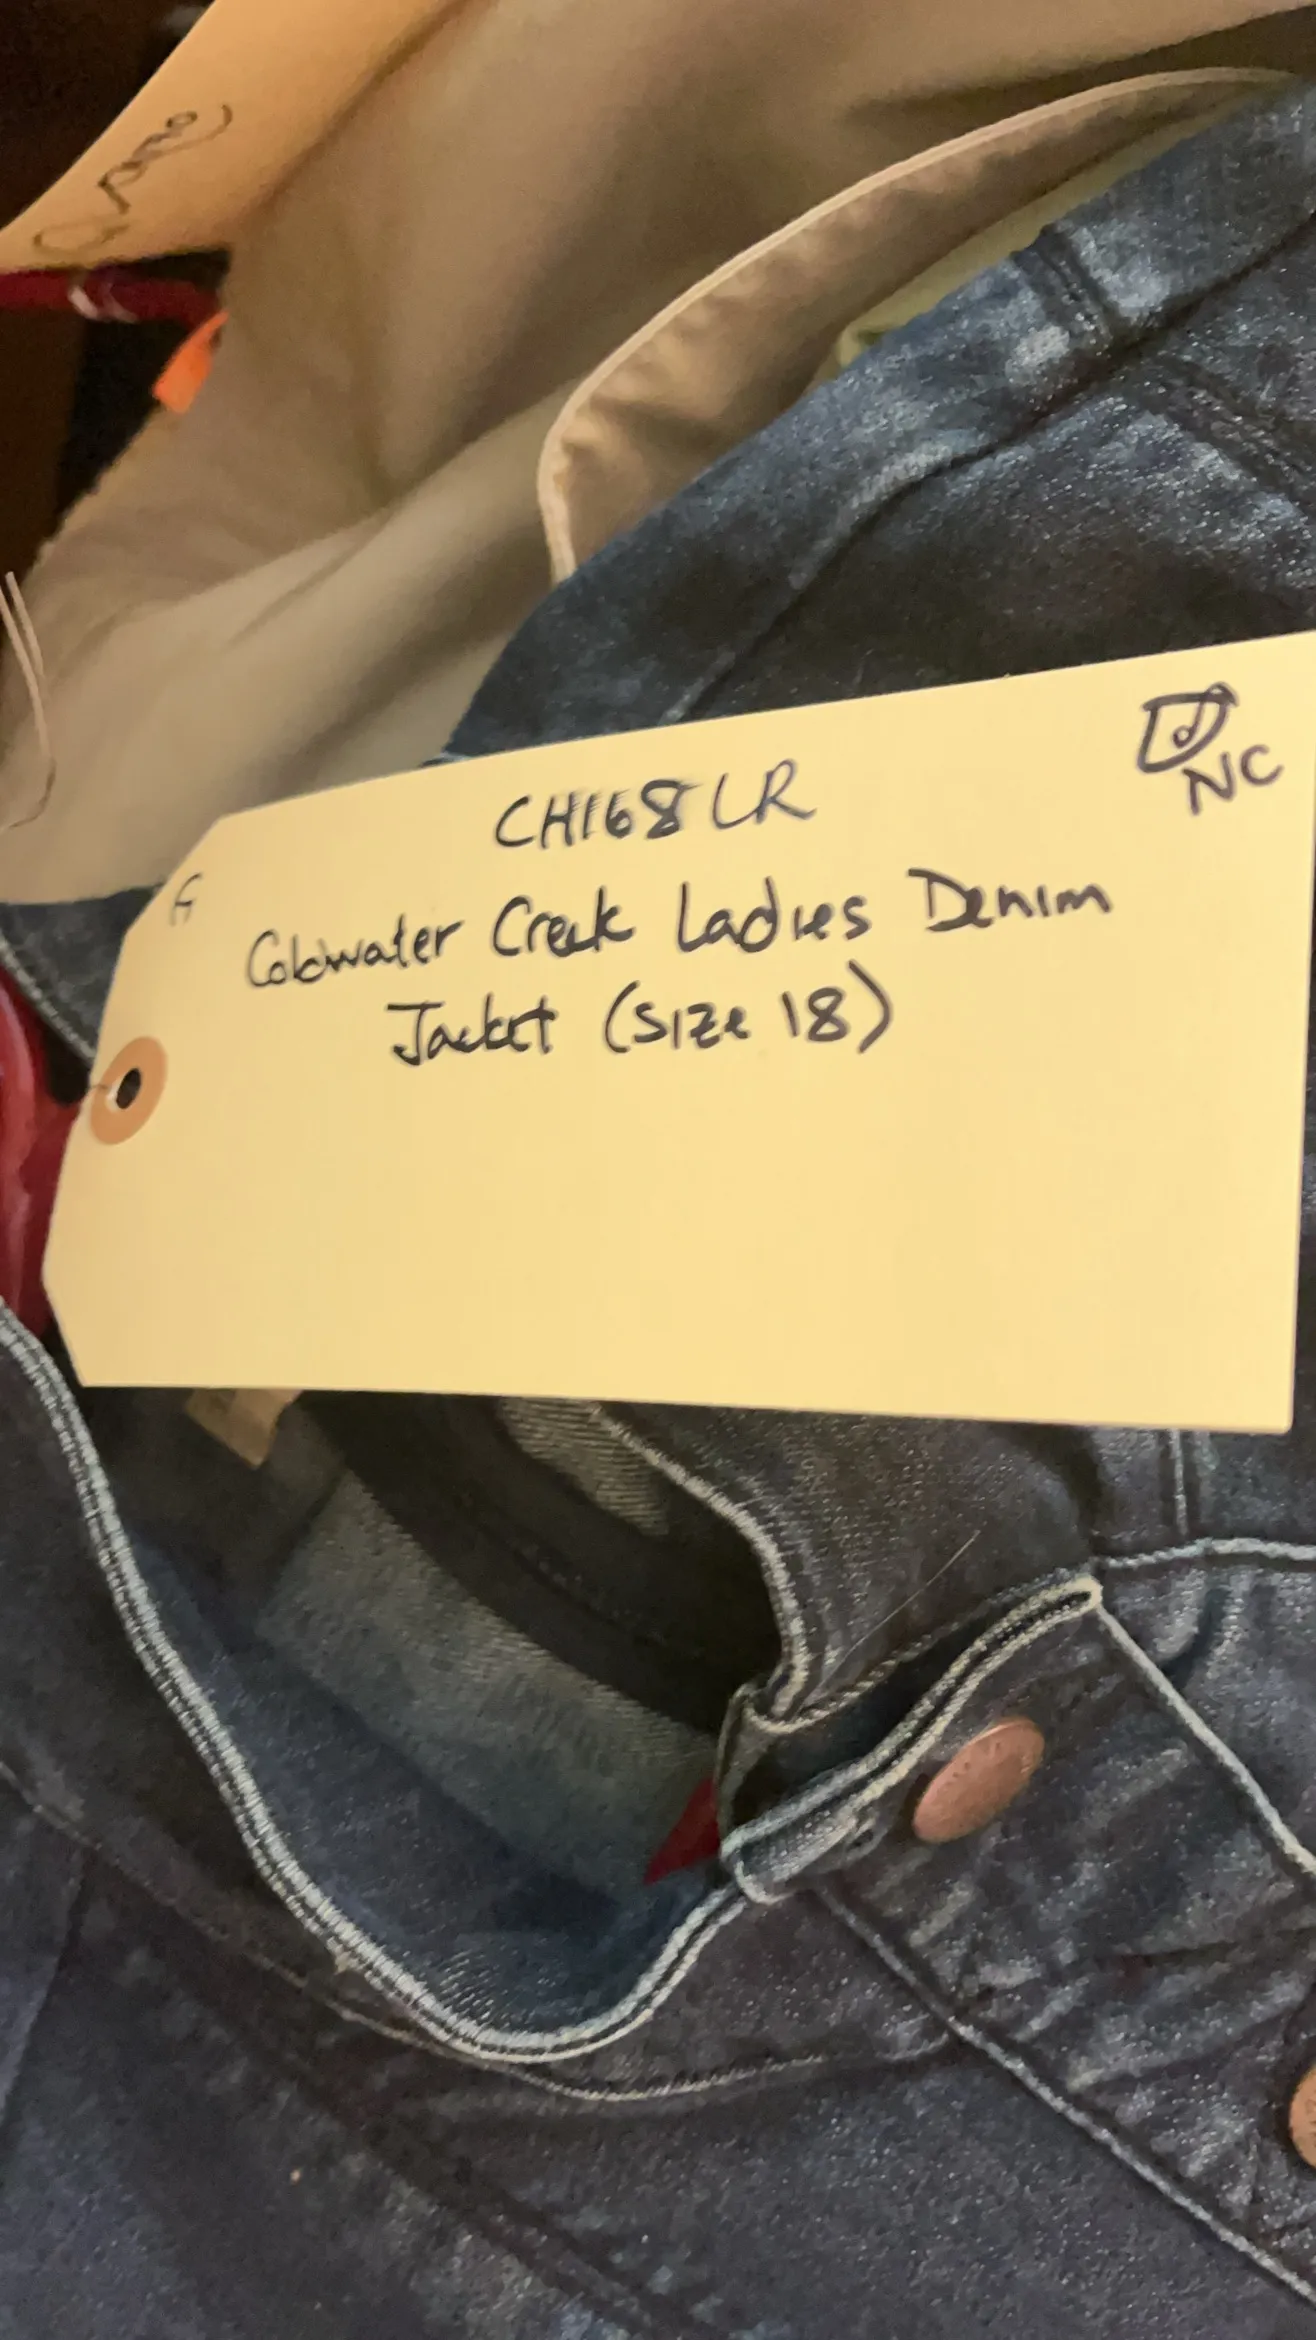 CH168LR
NC
Coldwater Creek Ladies Denim
Jacket (size 18)